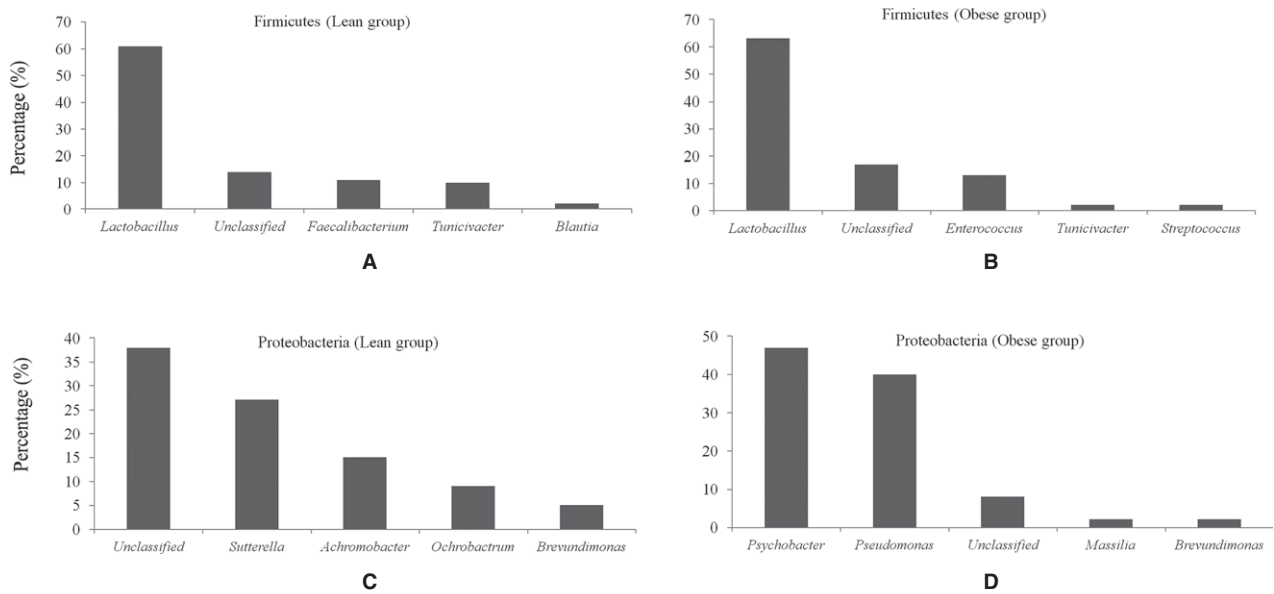 Firmicutes (Lean group)
Percentage (%)
70
60
50
40
30
20
10
0
Lactobacillus Unclassified Faecalibacterium Tunicivacter Blautia
A
Firmicutes (Obese group)
70
60
50
40
30
20
10
0
Lactobacillus Unclassified Enterococcus Tunicivacter Streptococcus
B
Proteobacteria (Lean group)
Percentage (%)
40
35
30
25
20
15
10
5
0
Unclassified Sutterella Achromobacter Ochrobactrum Brevundimonas
C
Proteobacteria (Obese group)
50
40
30
20
10
0
Psychobacter Pseudomonas Unclassified Massilia Brevundimonas
D